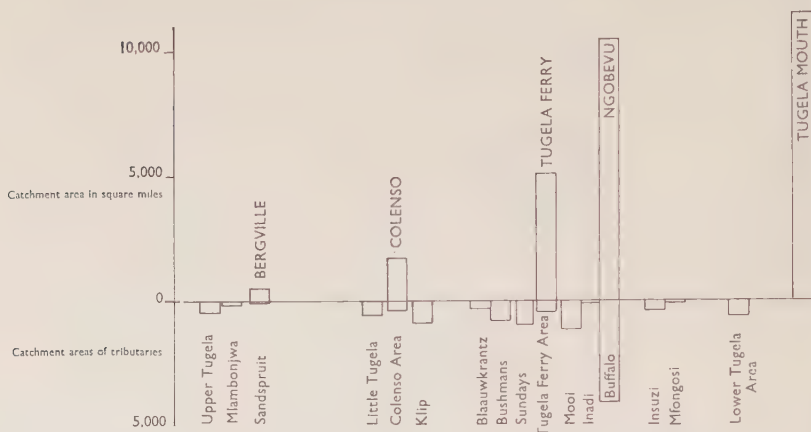 10,000
5,000
Catchment area in square miles
0
Catchment areas of tributaries
5,000
Upper Tugela
Mlambonjwa
Sandspruit
BERGVILLE
Little Tugela
Colenso Area
COLENSO
Klip
Blaauwkrantz
Bushmans
Sundays
Tugela Ferry Area
TUGELA FERRY
Mooi
Inadi
Buffalo
NGOBEVU
Insuzi
Mfongosi
Lower Tugela
Area
TUGELA MOUTH